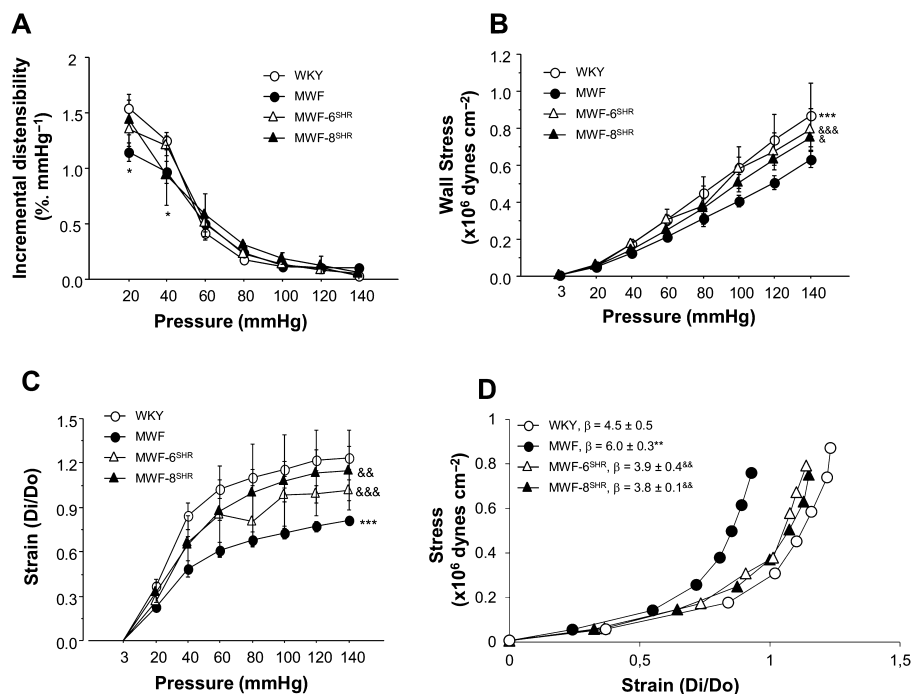 A
Incremental distensibility
(%. mmHg⁻¹)
2
1.5
1
0.5
0.0
WKY
MWF
MWF-6SHR
MWF-8SHR
*
*
20 40 60 80 100 120 140
Pressure (mmHg)
B
Wall Stress
(x10⁶ dynes cm⁻²)
1.2
1.0
0.8
0.6
0.4
0.2
0.0
WKY
MWF
MWF-6SHR
MWF-8SHR
***
&&&
&
3 20 40 60 80 100 120 140
Pressure (mmHg)
C
Strain (Di/Do)
1.5
1.2
0.9
0.6
0.3
0.0
WKY
MWF
MWF-6SHR
MWF-8SHR
&&
&&&
***
3 20 40 60 80 100 120 140
Pressure (mmHg)
D
Stress
(x10⁶ dynes cm⁻²)
1
0.8
0.6
0.4
0.2
0
WKY, β = 4.5 ± 0.5
MWF, β = 6.0 ± 0.3**
MWF-6SHR, β = 3.9 ± 0.4&&
MWF-8SHR, β = 3.8 ± 0.1&&
0 0,5 1 1,5
Strain (Di/Do)